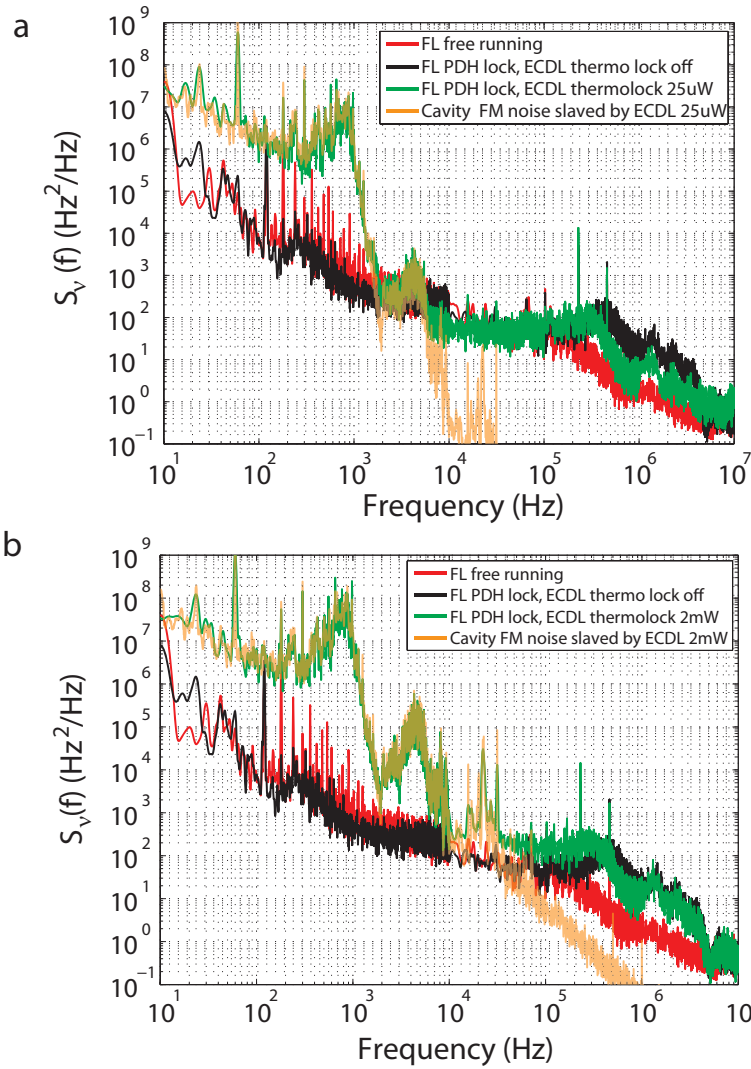 a
S_ν (f) (Hz^2/Hz)
10^9
10^8
10^7
10^6
10^5
10^4
10^3
10^2
10^1
10^0
10^-1
FL free running
FL PDH lock, ECDL thermo lock off
FL PDH lock, ECDL thermolock 25uW
Cavity FM noise slaved by ECDL 25uW
10^1 10^2 10^3 10^4 10^5 10^6 10^7
Frequency (Hz)
b
S_ν(f) (Hz^2/Hz)
10^9
10^8
10^7
10^6
10^5
10^4
10^3
10^2
10^1
10^0
10^-1
FL free running
FL PDH lock, ECDL thermo lock off
FL PDH lock, ECDL thermolock 2mW
Cavity FM noise slaved by ECDL 2mW
10^1 10^2 10^3 10^4 10^5 10^6 10
Frequency (Hz)